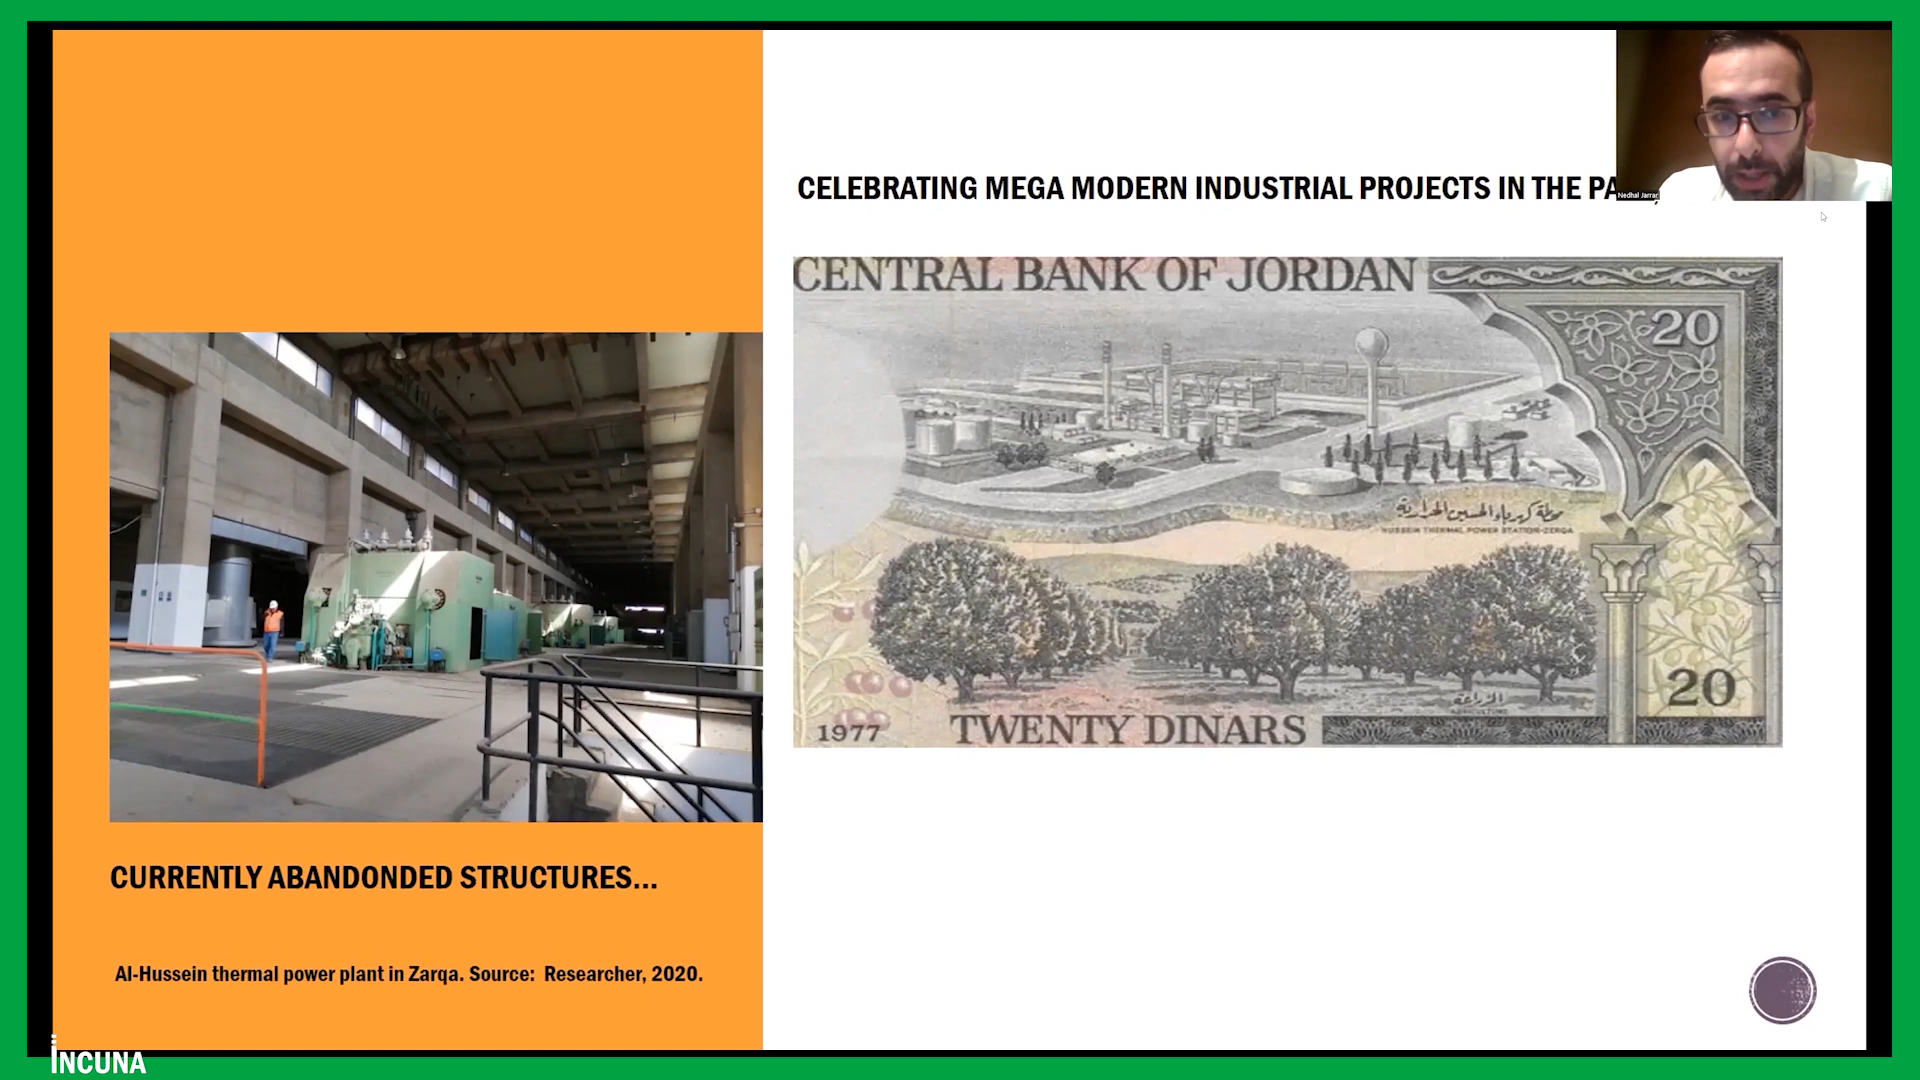 CELEBRATING MEGA MODERN INDUSTRIAL PROJECTS IN THE PA
Nedhal Jarrar
CENTRAL BANK OF JORDAN
20
محطة كهرباء الحسين الحرارية
HUSSEIN THERMAL POWER STATION-ZERQA
20
الزراعة
1977
TWENTY DINARS
CURRENTLY ABANDONDED STRUCTURES...
Al-Hussein thermal power plant in Zarqa. Source: Researcher, 2020.
INCUNA